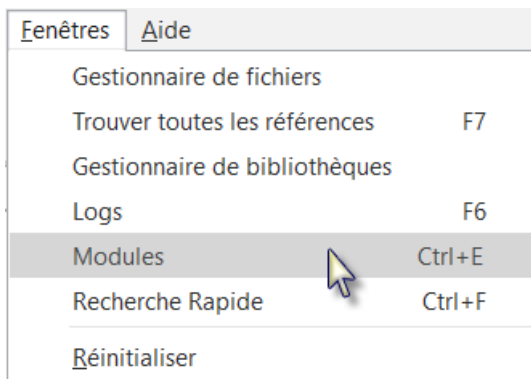 Fenêtres Aide
Gestionnaire de fichiers
Trouver toutes les références F7
Gestionnaire de bibliothèques
Logs F6
Modules Ctrl+E
Recherche Rapide Ctrl+F
Réinitialiser